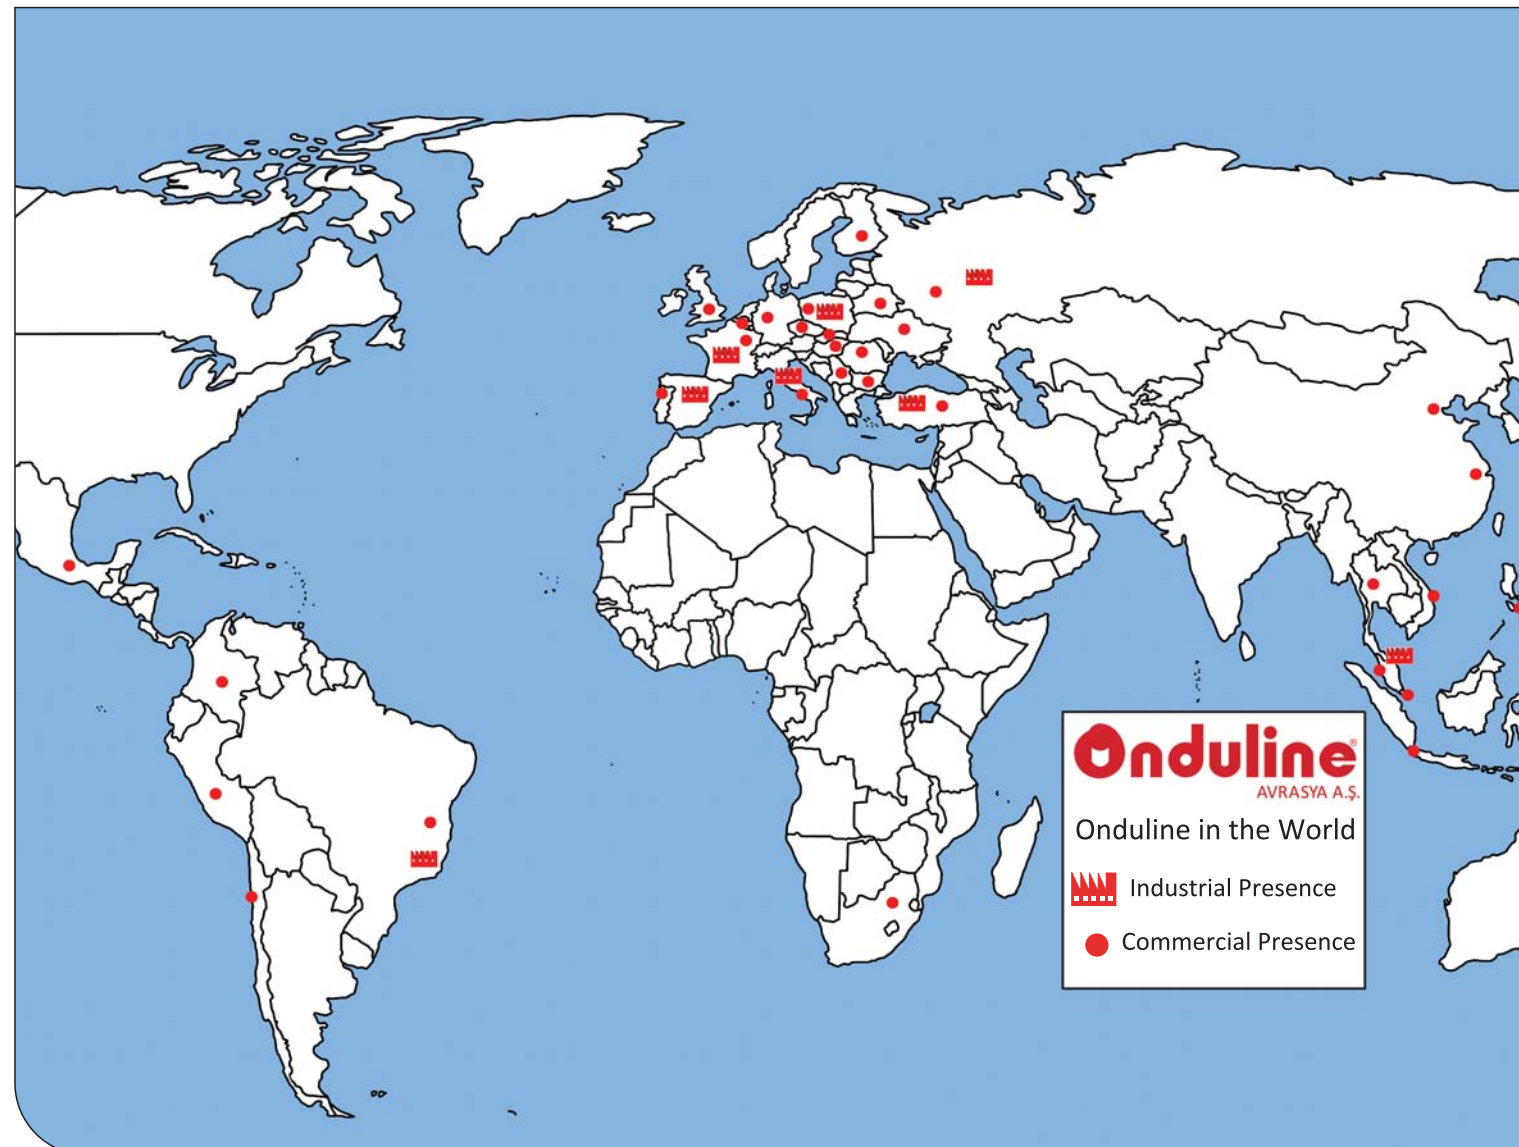 Onduline®
AVRASYA A.Ş.
Onduline in the World
Industrial Presence
Commercial Presence